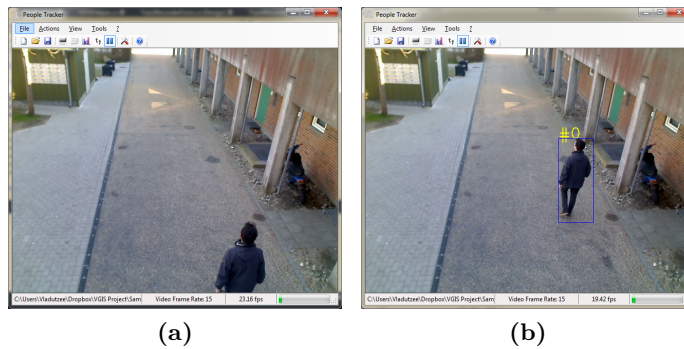 People Tracker
File Actions View Tools ?
C:\Users\Vladutzee\Dropbox\VGIS Project\Sam Video Frame Rate: 15 23.16 fps
(a)
People Tracker
File Actions View Tools ?
#0
C:\Users\Vladutzee\Dropbox\VGIS Project\Sam Video Frame Rate: 15 19.42 fps
(b)